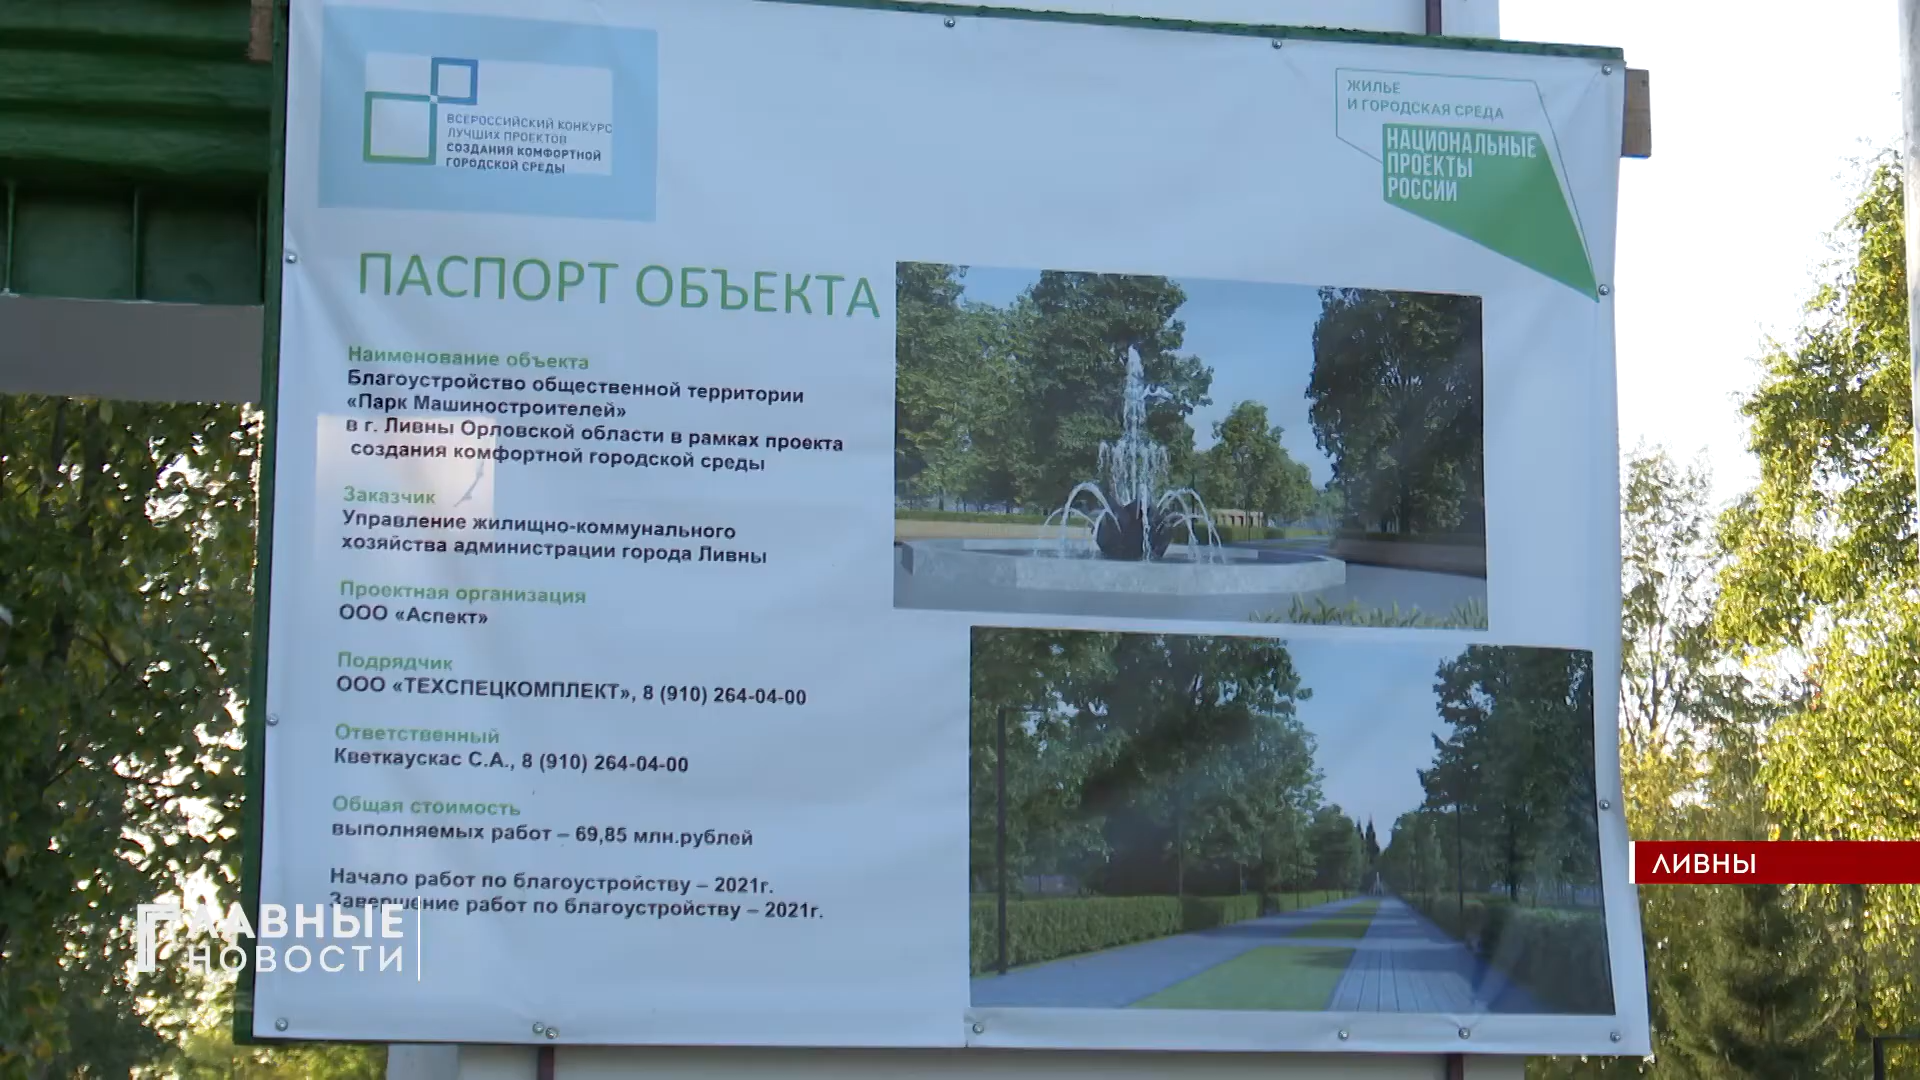 ВСЕРОССИЙСКИЙ КОНКУРС
ЛУЧШИХ ПРОЕКТОВ
СОЗДАНИЯ КОМФОРТНОЙ
ГОРОДСКОЙ СРЕДЫ
ЖИЛЬЕ
И ГОРОДСКАЯ СРЕДА
НАЦИОНАЛЬНЫЕ
ПРОЕКТЫ
РОССИИ
ПАСПОРТ ОБЪЕКТА
Наименование объекта
Благоустройство общественной территории
«Парк Машиностроителей»
в г. Ливны Орловской области в рамках проекта
создания комфортной городской среды
Заказчик
Управление жилищно-коммунального
хозяйства администрации города Ливны
Проектная организация
ООО «Аспект»
Подрядчик
ООО «ТЕХСПЕЦКОМПЛЕКТ», 8 (910) 264-04-00
Ответственный
Кветкаускас С.А., 8 (910) 264-04-00
Общая стоимость
выполняемых работ – 69,85 млн.рублей
Начало работ по благоустройству – 2021г.
Завершение работ по благоустройству – 2021г.
ГЛАВНЫЕ
НОВОСТИ
ЛИВНЫ